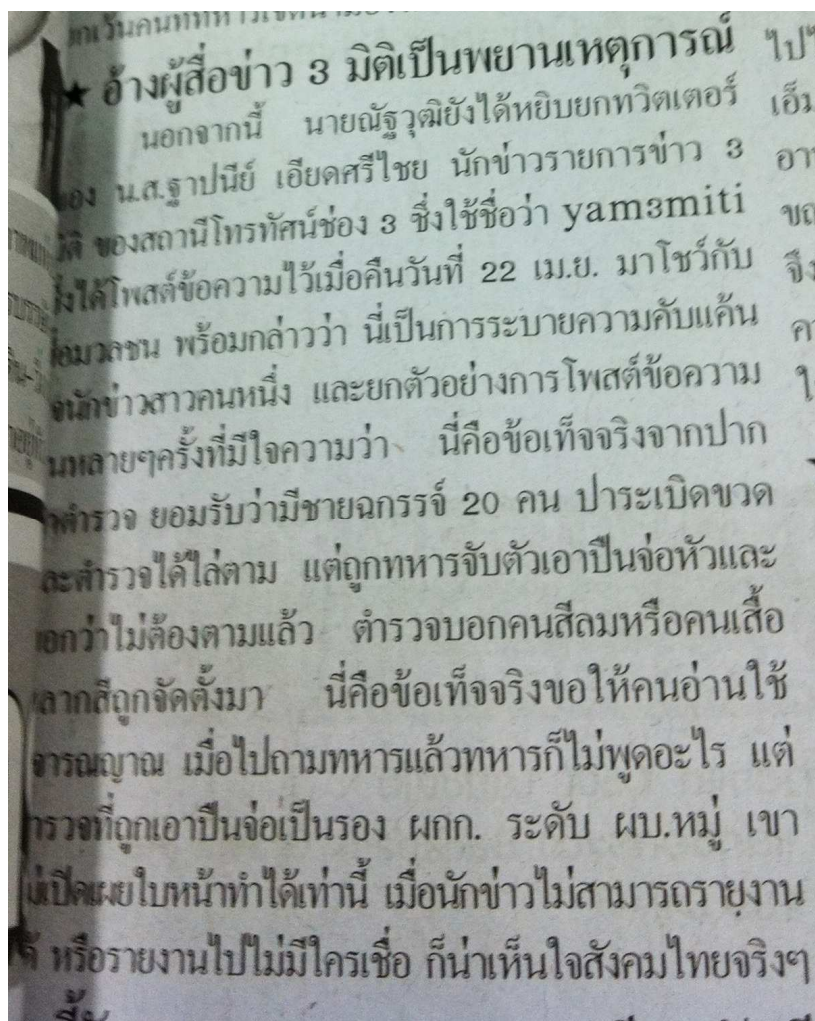 ★ อ้างผู้สื่อข่าว 3 มิติเป็นพยานเหตุการณ์
นอกจากนี้ นายณัฐวุฒิยังได้หยิบยกทวิตเตอร์
ของ น.ส.ฐาปนีย์ เอียดศรีไชย นักข่าวรายการข่าว 3
มิติ ของสถานีโทรทัศน์ช่อง 3 ซึ่งใช้ชื่อว่า yam3miti
ซึ่งได้โพสต์ข้อความไว้เมื่อคืนวันที่ 22 เม.ย. มาโชว์กับ
สื่อมวลชน พร้อมกล่าวว่า นี่เป็นการระบายความคับแค้น
นักข่าวสาวคนหนึ่ง และยกตัวอย่างการโพสต์ข้อความ
หลายๆครั้งที่มีใจความว่า นี่คือข้อเท็จจริงจากปาก
ตำรวจ ยอมรับว่ามีชายฉกรรจ์ 20 คน ปาระเบิดขวด
และตำรวจได้ไล่ตาม แต่ถูกทหารจับตัวเอาปืนจ่อหัวและ
บอกว่าไม่ต้องตามแล้ว ตำรวจบอกคนสีลมหรือคนเสื้อ
หลากสีถูกจัดตั้งมา นี่คือข้อเท็จจริงขอให้คนอ่านใช้
จารณญาณ เมื่อไปถามทหารแล้วทหารก็ไม่พูดอะไร แต่
ตำรวจที่ถูกเอาปืนจ่อเป็นรอง ผกก. ระดับ ผบ.หมู่ เขา
ไม่เปิดเผยใบหน้าทำได้เท่านี้ เมื่อนักข่าวไม่สามารถรายงาน
ได้ หรือรายงานไปไม่มีใครเชื่อ ก็น่าเห็นใจสังคมไทยจริงๆ